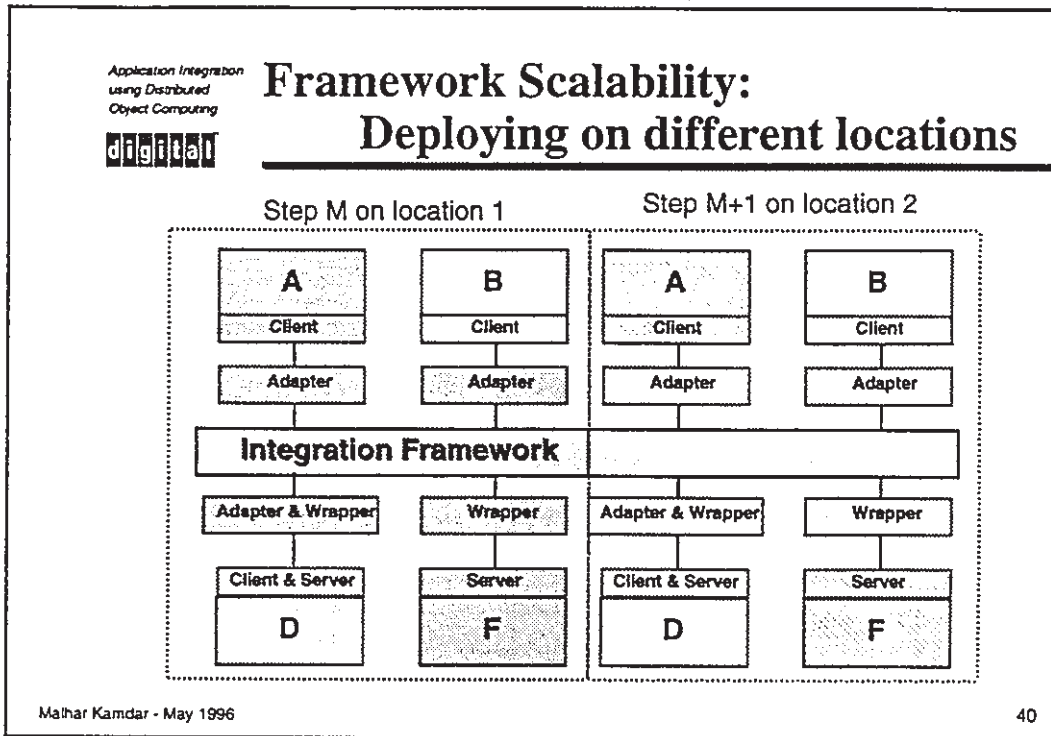 Application Integration
using Distributed
Object Computing
digital
Framework Scalability:
Deploying on different locations
Step M on location 1
Step M+1 on location 2
A
B
A
B
Client
Client
Client
Client
Adapter
Adapter
Adapter
Adapter
Integration Framework
Adapter & Wrapper
Wrapper
Adapter & Wrapper
Wrapper
Client & Server
Server
Client & Server
Server
D
F
D
F
Malhar Kamdar - May 1996
40